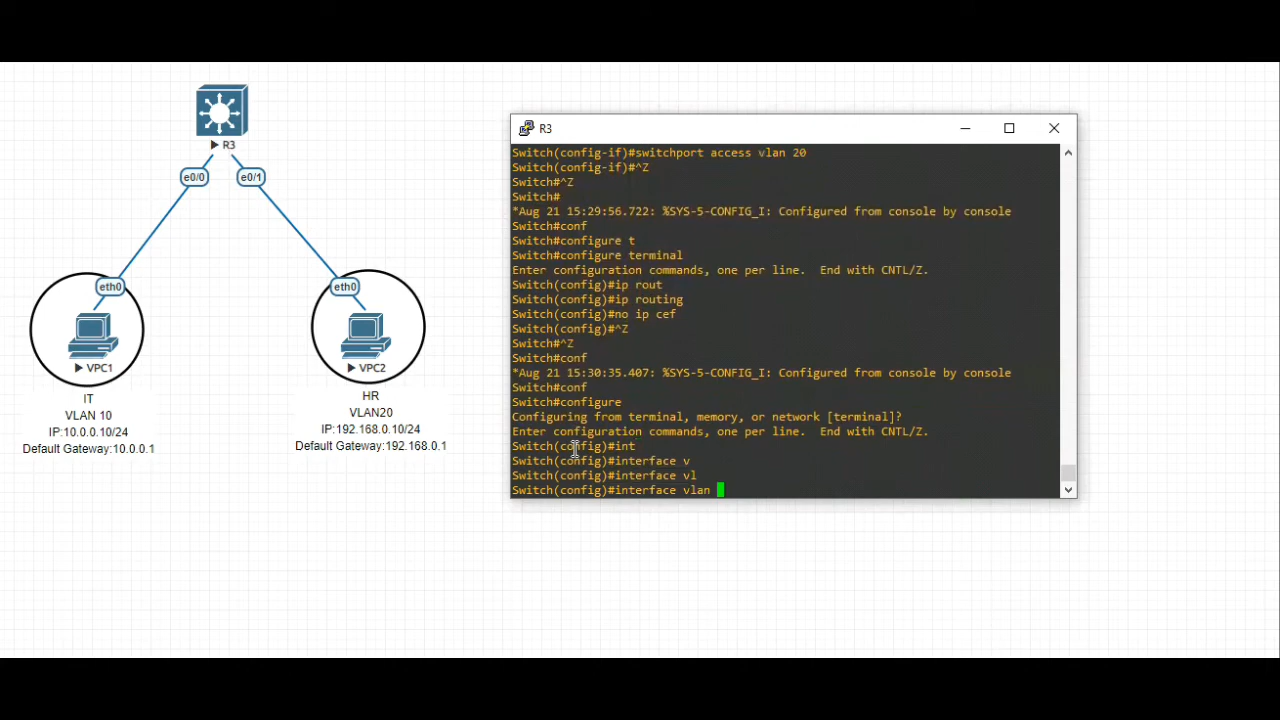 R3
e0/0
e0/1
eth0
eth0
VPC1
VPC2
IT
VLAN 10
IP:10.0.0.10/24
Default Gateway:10.0.0.1
HR
VLAN20
IP:192.168.0.10/24
Default Gateway:192.168.0.1
R3
Switch(config-if)#switchport access vlan 20
Switch(config-if)#^Z
Switch#^Z
Switch#
*Aug 21 15:29:56.722: %SYS-5-CONFIG_I: Configured from console by console
Switch#conf
Switch#configure t
Switch#configure terminal
Enter configuration commands, one per line.  End with CNTL/Z.
Switch(config)#ip rout
Switch(config)#ip routing
Switch(config)#no ip cef
Switch(config)#^Z
Switch#^Z
Switch#conf
*Aug 21 15:30:35.407: %SYS-5-CONFIG_I: Configured from console by console
Switch#conf
Switch#configure
Configuring from terminal, memory, or network [terminal]?
Enter configuration commands, one per line.  End with CNTL/Z.
Switch(config)#int
Switch(config)#interface v
Switch(config)#interface vl
Switch(config)#interface vlan